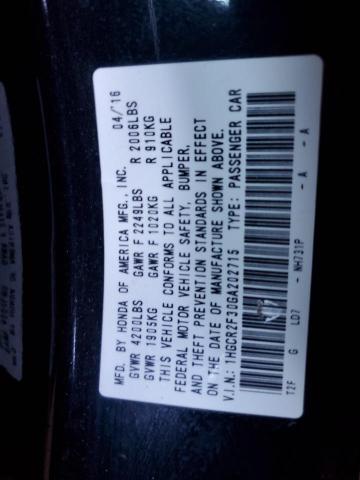 MFD. BY HONDA OF AMERICA MFG., INC. 04/'16
GVWR 4200LBS GAWR F 2249LBS R 2006LBS
GVWR 1905KG GAWR F 1020KG R 910KG
THIS VEHICLE CONFORMS TO ALL APPLICABLE
FEDERAL MOTOR VEHICLE SAFETY, BUMPER,
AND THEFT PREVENTION STANDARDS IN EFFECT
ON THE DATE OF MANUFACTURE SHOWN ABOVE.
V.I.N.: 1HGCR2F30GA202715 TYPE: PASSENGER CAR
T2F G LD7 - NH731P - A - A